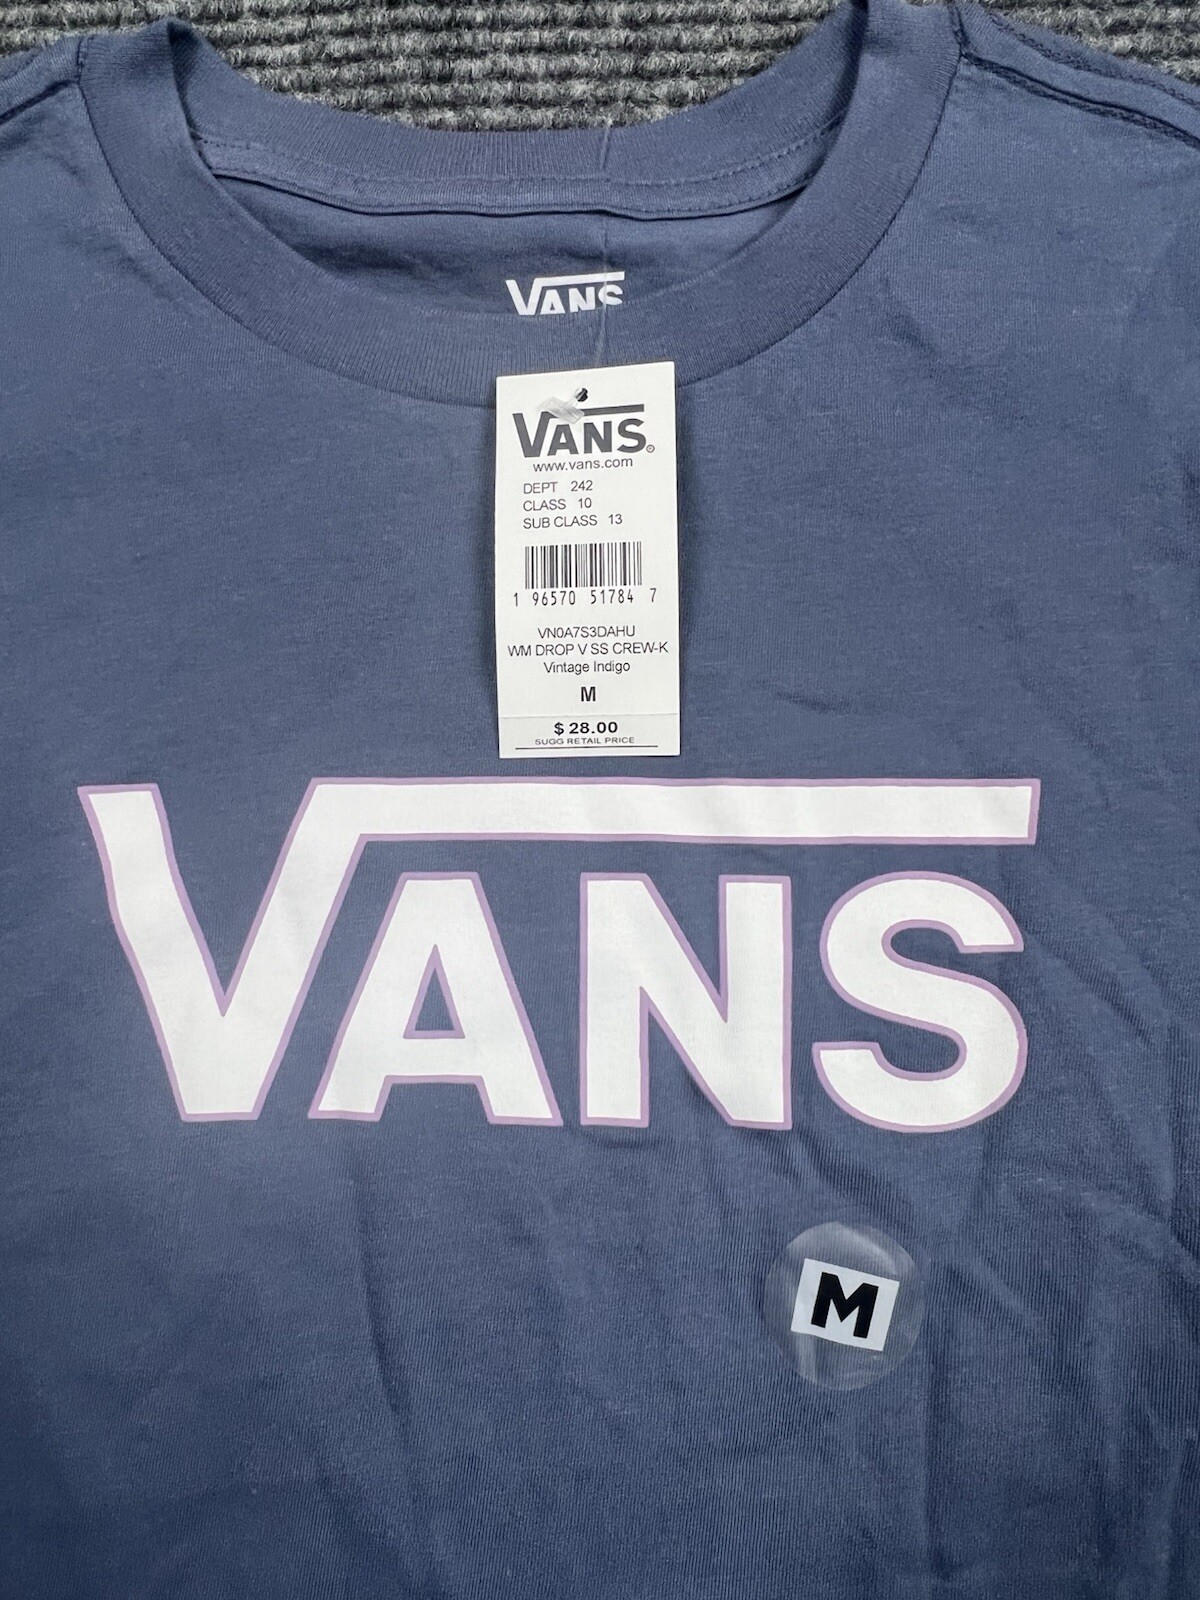 VANS
VANS®
www.vans.com
DEPT 242
CLASS 10
SUB CLASS 13
1 96570 51784 7
VN0A7S3DAHU
WM DROP V SS CREW-K
Vintage Indigo
M
$ 28.00
SUGG RETAIL PRICE
VANS
M